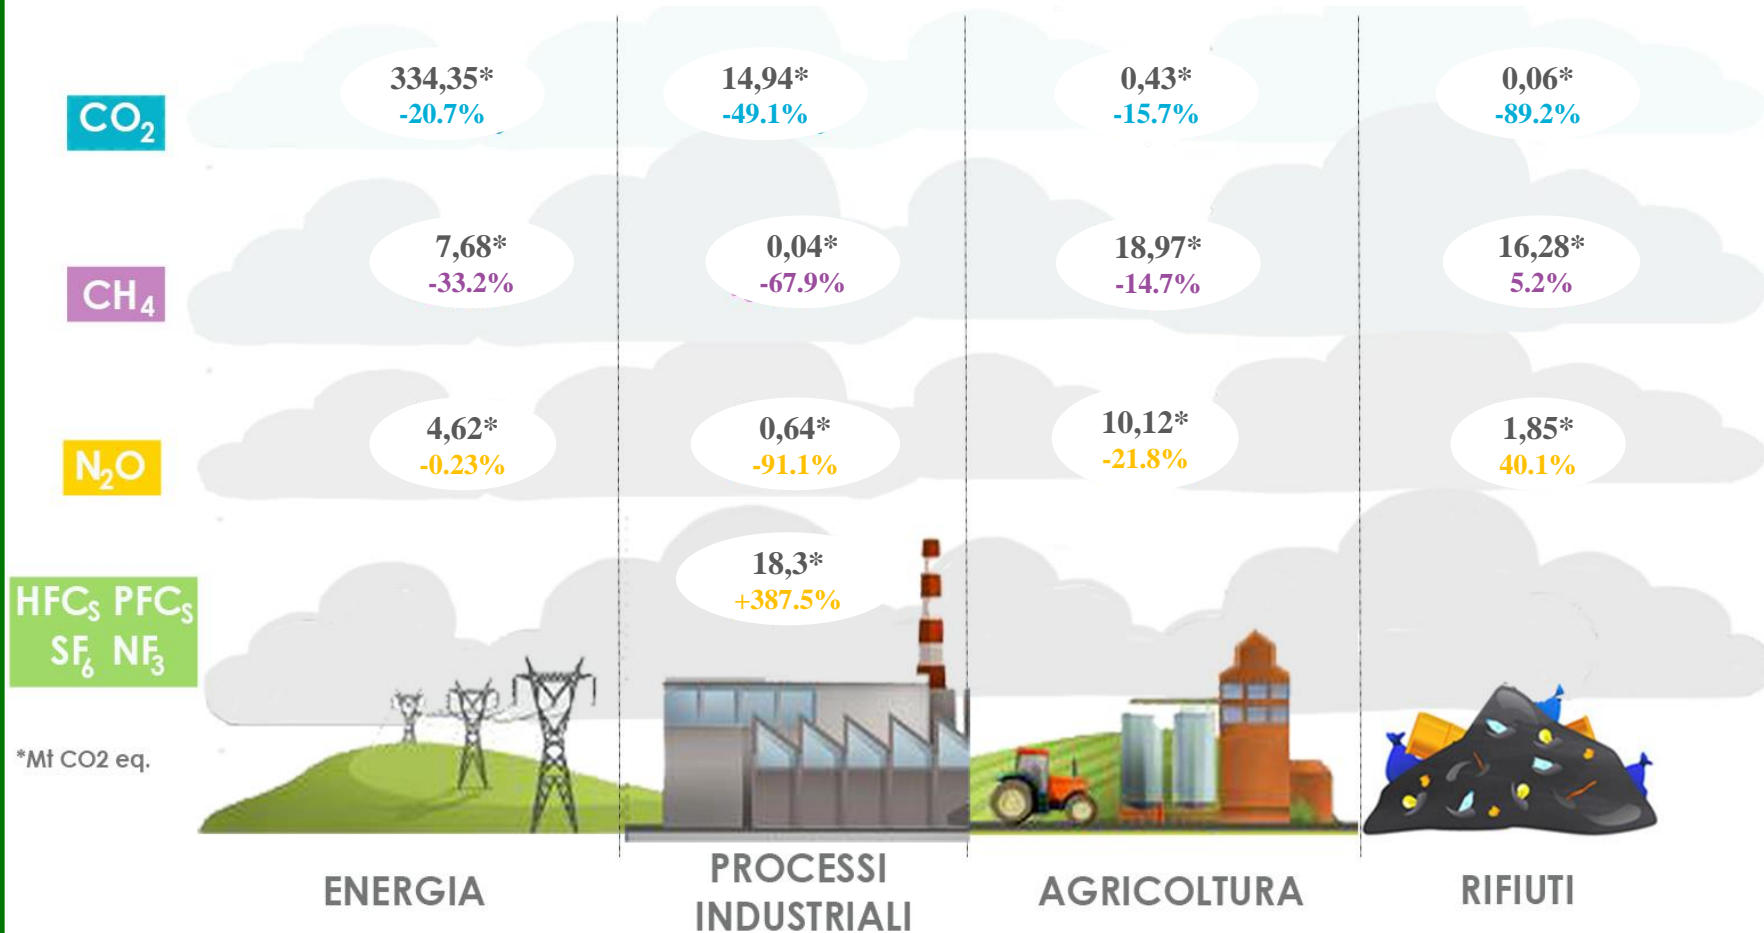 CO2
334,35*
-20.7%
14,94*
-49.1%
0,43*
-15.7%
0,06*
-89.2%
CH4
7,68*
-33.2%
0,04*
-67.9%
18,97*
-14.7%
16,28*
5.2%
N2O
4,62*
-0.23%
0,64*
-91.1%
10,12*
-21.8%
1,85*
40.1%
HFCS PFCS
SF6 NF3
18,3*
+387.5%
*Mt CO2 eq.
ENERGIA
PROCESSI
INDUSTRIALI
AGRICOLTURA
RIFIUTI